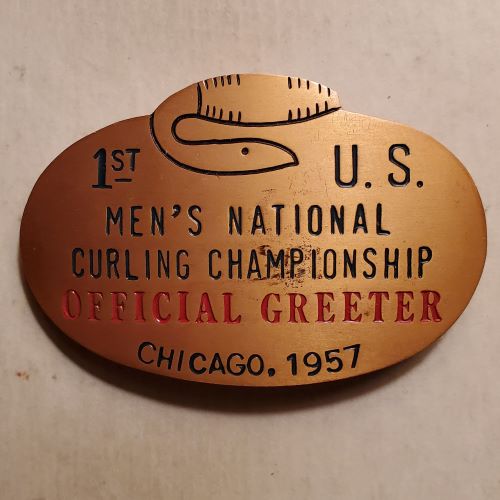 1ST U. S.
MEN'S NATIONAL
CURLING CHAMPIONSHIP
OFFICIAL GREETER
CHICAGO, 1957